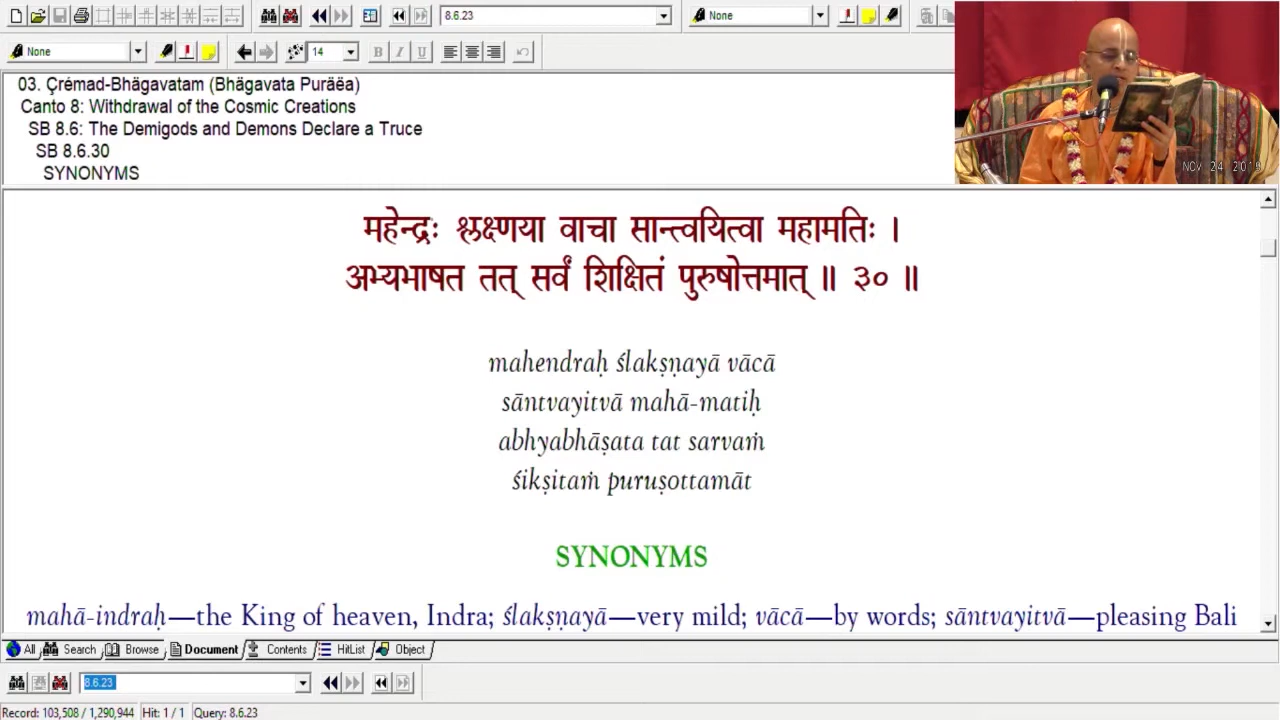 8.6.23
None
None
None
14
B I U
03. Çrémad-Bhägavatam (Bhägavata Puräëa)
Canto 8: Withdrawal of the Cosmic Creations
SB 8.6: The Demigods and Demons Declare a Truce
SB 8.6.30
SYNONYMS
NOV 24 2019
महेन्द्रः श्लक्ष्णया वाचा सान्त्वयित्वा महामतिः ।
अभ्यभाषत तत् सर्वं शिक्षितं पुरुषोत्तमात् ॥ ३० ॥
mahendraḥ ślakṣṇayā vācā
sāntvayitvā mahā-matiḥ
abhyabhāṣata tat sarvaṁ
śikṣitaṁ puruṣottamāt
SYNONYMS
mahā-indraḥ—the King of heaven, Indra; ślakṣṇayā—very mild; vācā—by words; sāntvayitvā—pleasing Bali
All Search Browse Document Contents HitList Object
8.6.23
Record: 103,508 / 1,290,944 Hit: 1 / 1 Query: 8.6.23